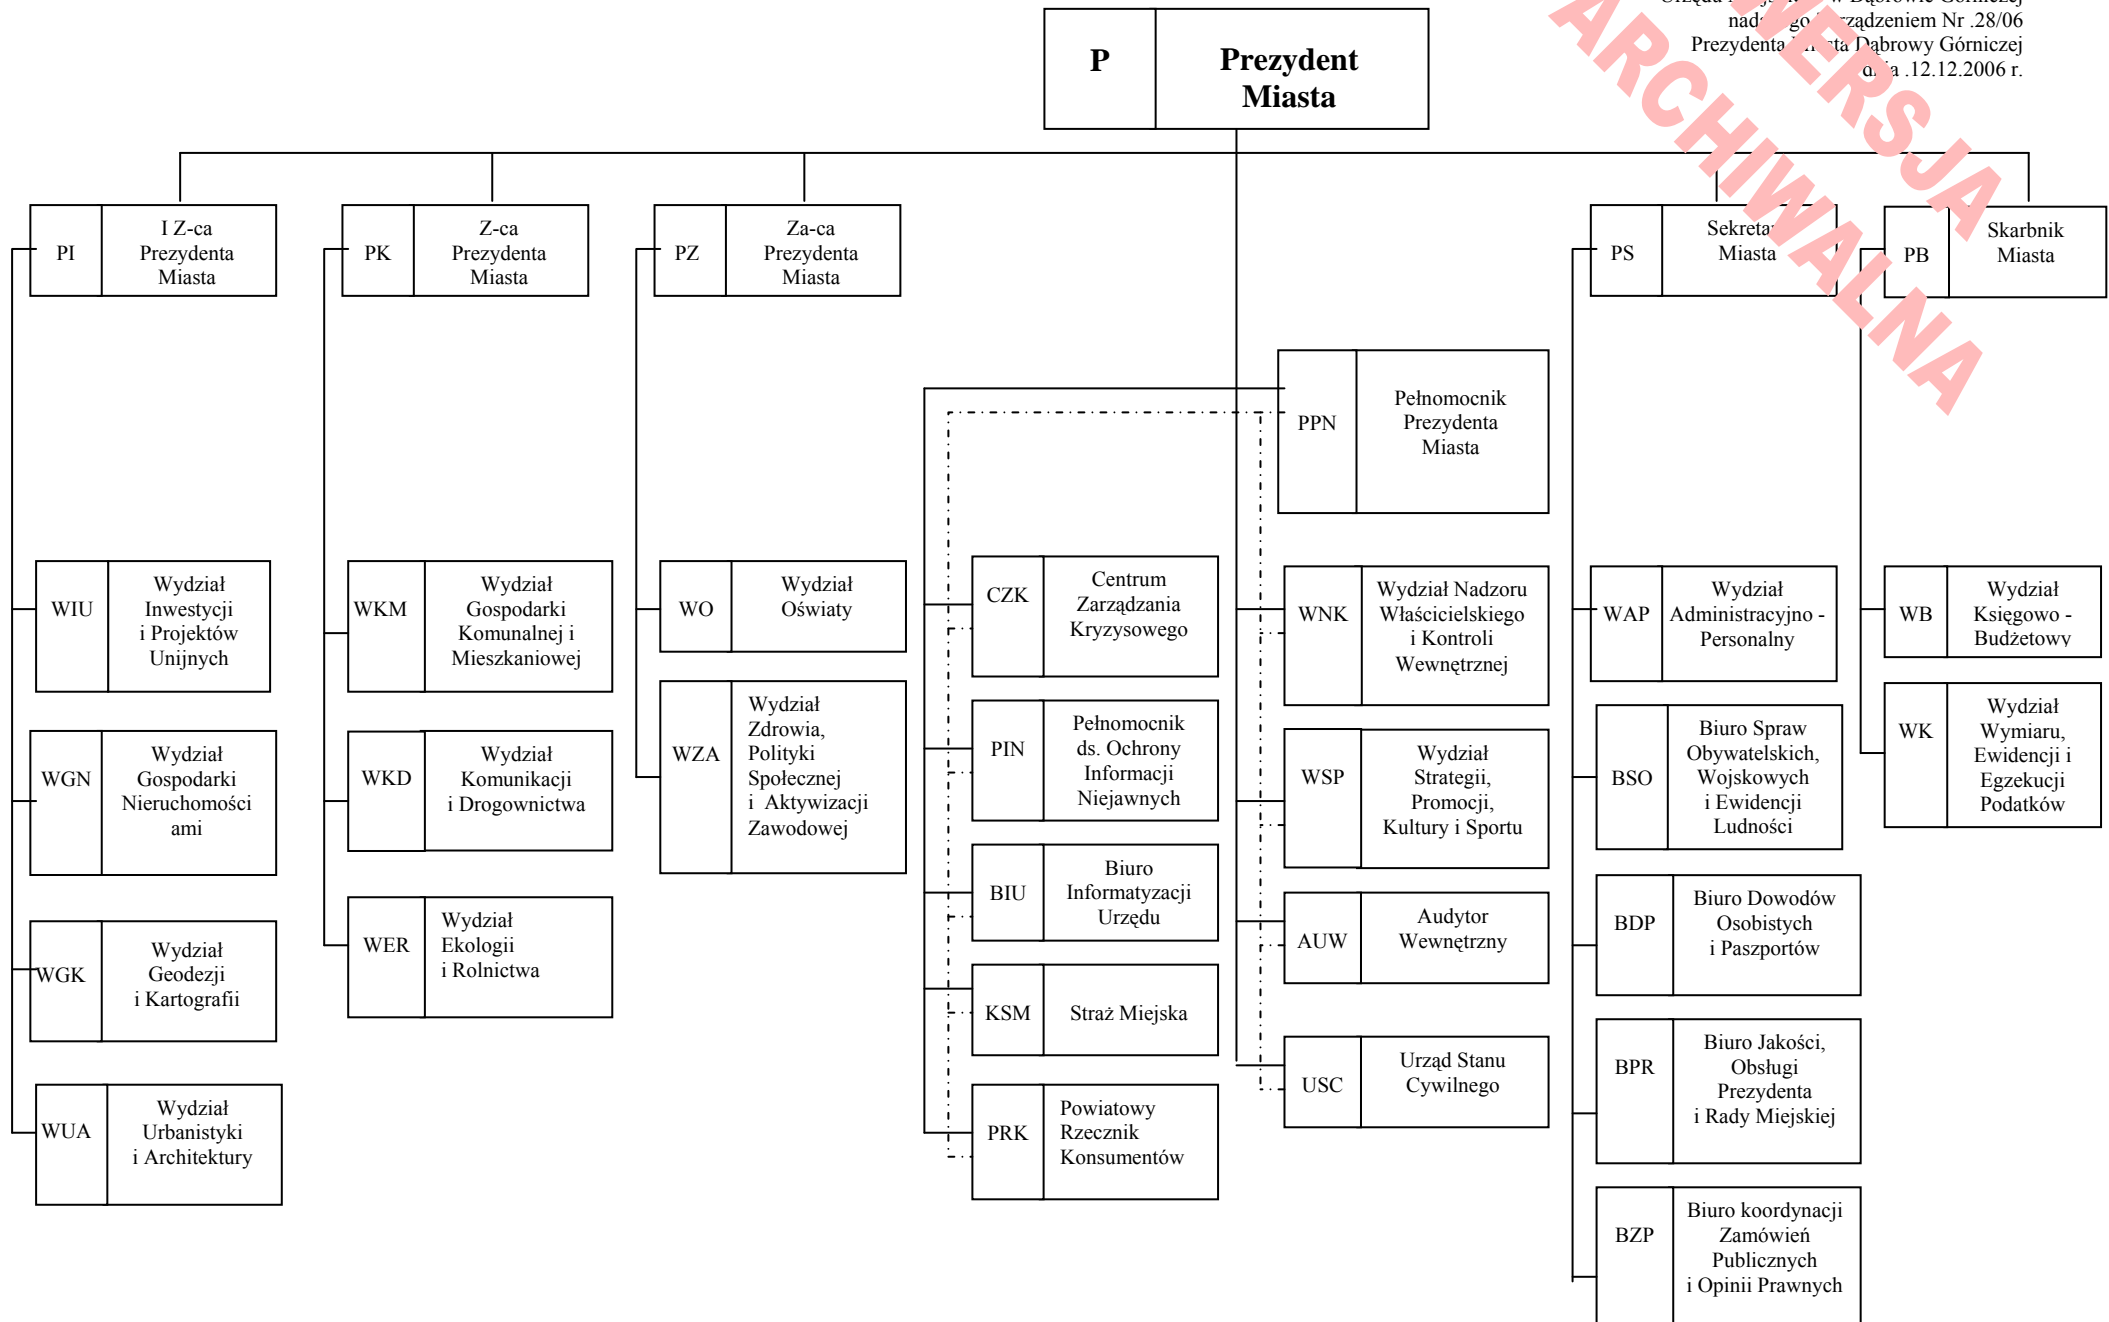 Prezydenta Dąbrowy Górniczej
.12.2006 r.
WERSJA
ARCHIWALNA
P
Prezydent
Miasta
PI
I Z-ca
Prezydenta
Miasta
PK
Z-ca
Prezydenta
Miasta
PZ
Za-ca
Prezydenta
Miasta
PS
Miasta
PB
Skarbnik
Miasta
PPN
Pełnomocnik
Prezydenta
Miasta
WIU
Wydział
Inwestycji
i Projektów
Unijnych
WGN
Wydział
Gospodarki
Nieruchomości
ami
WGK
Wydział
Geodezji
i Kartografii
WUA
Wydział
Urbanistyki
i Architektury
WKM
Wydział
Gospodarki
Komunalnej i
Mieszkaniowej
WKD
Wydział
Komunikacji
i Drogownictwa
WER
Wydział
Ekologii
i Rolnictwa
WO
Wydział
Oświaty
WZA
Wydział
Zdrowia,
Polityki
Społecznej
i Aktywizacji
Zawodowej
CZK
Centrum
Zarządzania
Kryzysowego
PIN
Pełnomocnik
ds. Ochrony
Informacji
Niejawnych
BIU
Biuro
Informatyzacji
Urzędu
KSM
Straż Miejska
PRK
Powiatowy
Rzecznik
Konsumentów
WNK
Wydział Nadzoru
Właścicielskiego
i Kontroli
Wewnętrznej
WSP
Wydział
Strategii,
Promocji,
Kultury i Sportu
AUW
Audytor
Wewnętrzny
USC
Urząd Stanu
Cywilnego
WAP
Wydział
Administracyjno -
Personalny
BSO
Biuro Spraw
Obywatelskich,
Wojskowych
i Ewidencji
Ludności
BDP
Biuro Dowodów
Osobistych
i Paszportów
BPR
Biuro Jakości,
Obsługi
Prezydenta
i Rady Miejskiej
BZP
Biuro koordynacji
Zamówień
Publicznych
i Opinii Prawnych
WB
Wydział
Księgowo -
Budżetowy
WK
Wydział
Wymiaru,
Ewidencji i
Egzekucji
Podatków